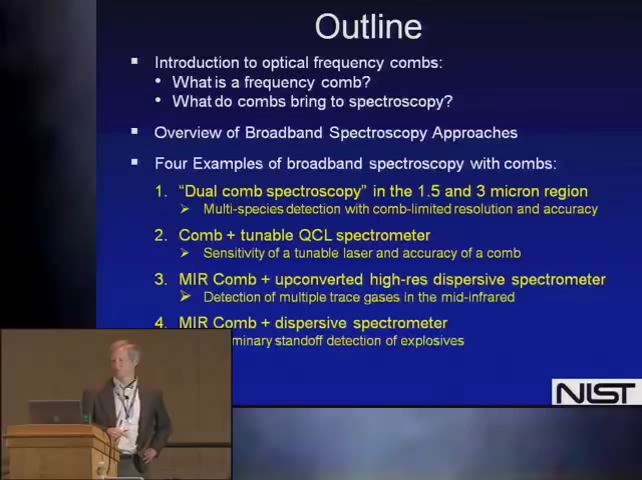 Outline
Introduction to optical frequency combs:
What is a frequency comb?
What do combs bring to spectroscopy?
Overview of Broadband Spectroscopy Approaches
Four Examples of broadband spectroscopy with combs:
1. “Dual comb spectroscopy” in the 1.5 and 3 micron region
Multi-species detection with comb-limited resolution and accuracy
2. Comb + tunable QCL spectrometer
Sensitivity of a tunable laser and accuracy of a comb
3. MIR Comb + upconverted high-res dispersive spectrometer
Detection of multiple trace gases in the mid-infrared
4. MIR Comb + dispersive spectrometer
standoff detection of explosives
NIST